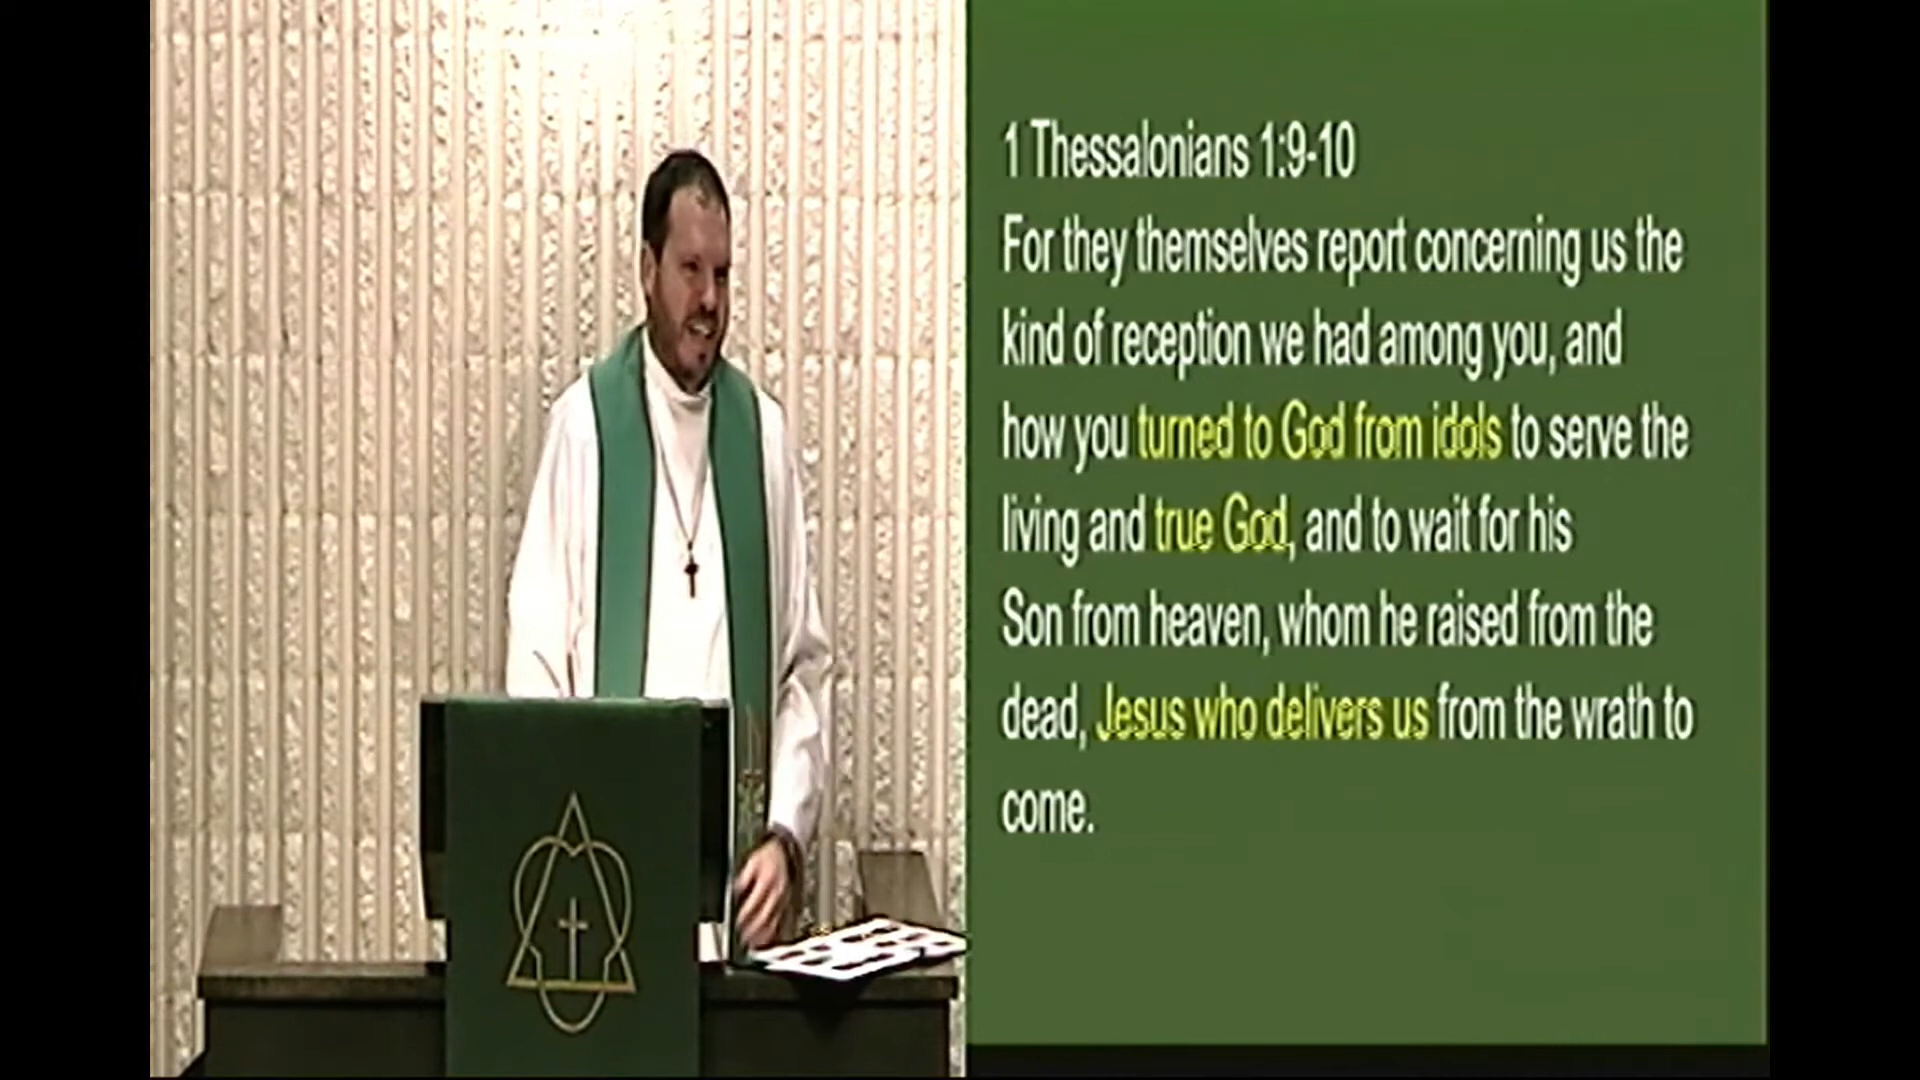 1 Thessalonians 1:9-10
For they themselves report concerning us the
kind of reception we had among you, and
how you turned to God from idols to serve the
living and true God, and to wait for his
Son from heaven, whom he raised from the
dead, Jesus who delivers us from the wrath to
come.